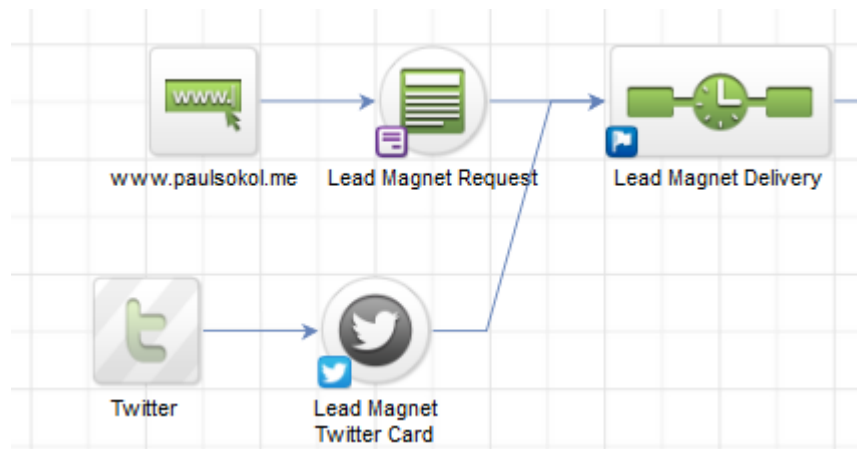 www.
www.paulsokol.me
Lead Magnet Request
Lead Magnet Delivery
Twitter
Lead Magnet
Twitter Card